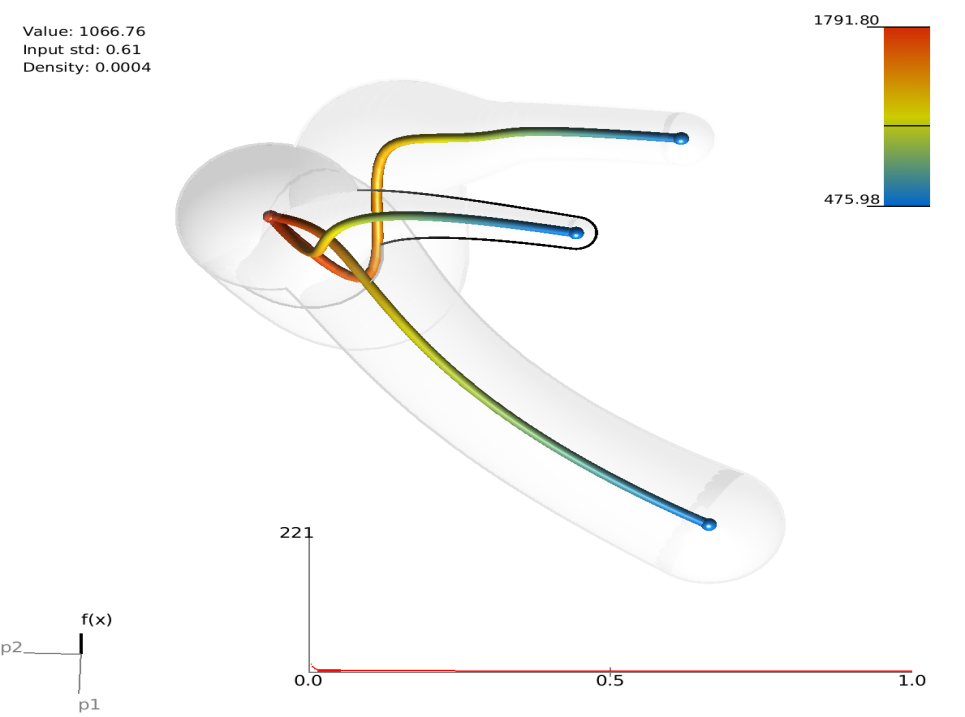 Value: 1066.76
Input std: 0.61
Density: 0.0004
1791.80
475.98
221
0.0
0.5
1.0
f(x)
p2
p1